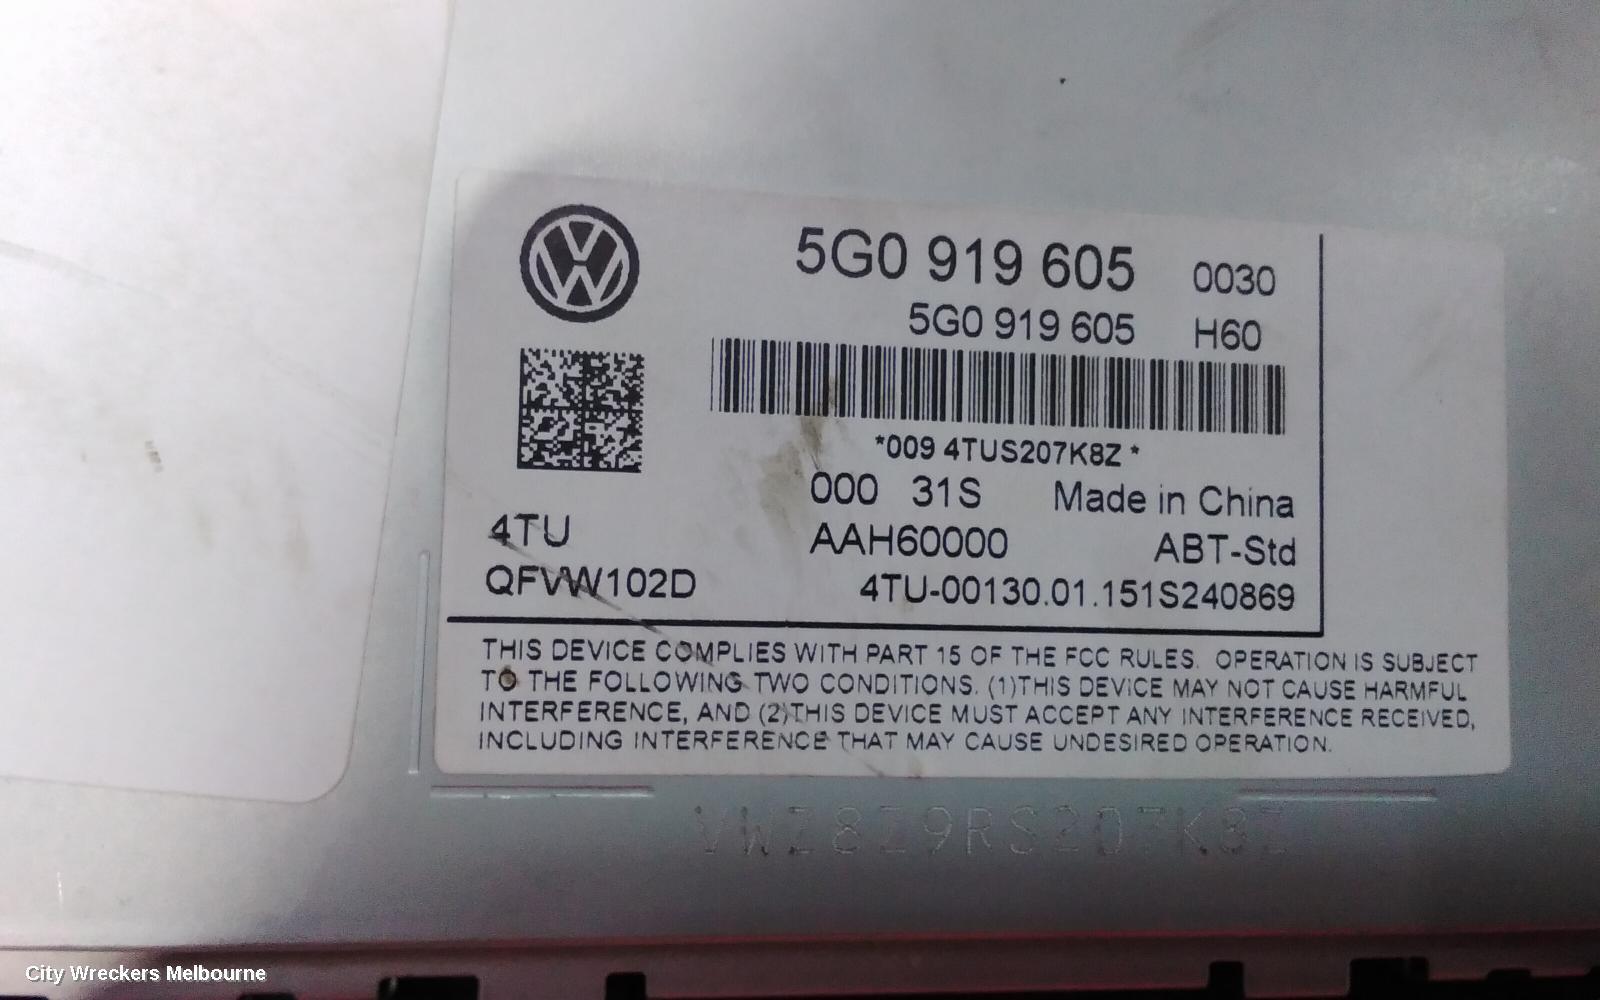 5G0 919 605 0030
5G0 919 605 H60
*009 4TUS207K8Z*
000 31S Made in China
4TU AAH60000 ABT-Std
QFVW102D 4TU-00130.01.151S240869
THIS DEVICE COMPLIES WITH PART 15 OF THE FCC RULES. OPERATION IS SUBJECT
TO THE FOLLOWING TWO CONDITIONS. (1)THIS DEVICE MAY NOT CAUSE HARMFUL
INTERFERENCE, AND (2)THIS DEVICE MUST ACCEPT ANY INTERFERENCE RECEIVED,
INCLUDING INTERFERENCE THAT MAY CAUSE UNDESIRED OPERATION.
VWZ8Z9RS207K8Z
City Wreckers Melbourne